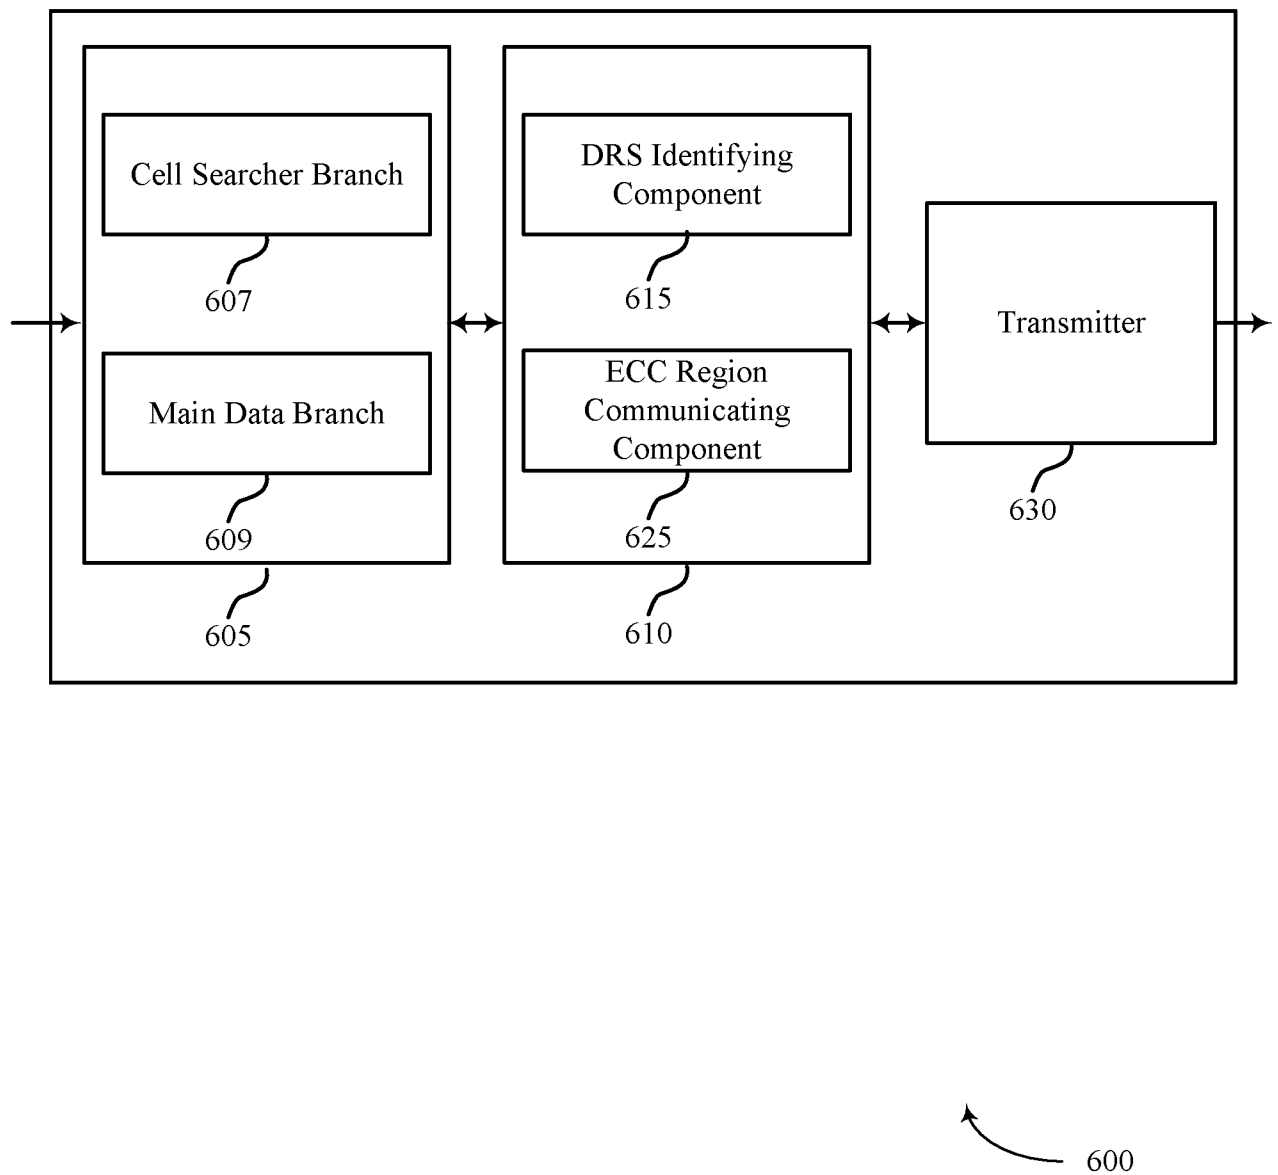 Cell Searcher Branch
607
Main Data Branch
609
605
DRS Identifying
Component
615
ECC Region
Communicating
Component
625
610
Transmitter
630
600